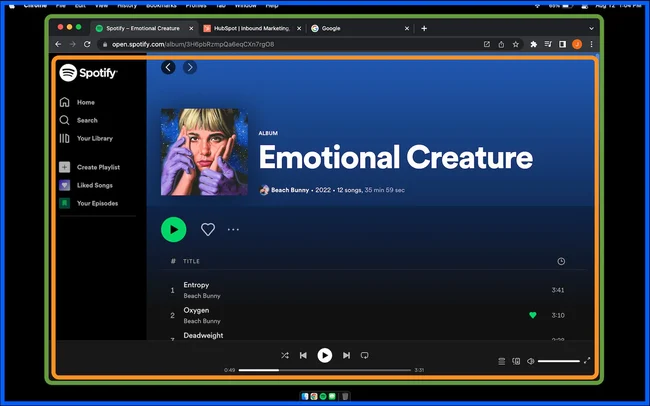 Chrome File Edit View History Bookmarks Profiles Tab Window Help 69% Aug 12 1:04 PM
Spotify – Emotional Creature
HubSpot | Inbound Marketing,
Google
open.spotify.com/album/3H6pbRzmpQa6eqCXn7rgO8
J
Spotify
Home
Search
Your Library
Create Playlist
Liked Songs
Your Episodes
ALBUM
Emotional Creature
Beach Bunny • 2022 • 12 songs, 35 min 59 sec
# TITLE
1 Entropy 3:41
Beach Bunny
2 Oxygen 3:10
Beach Bunny
Deadweight
0:49 3:31